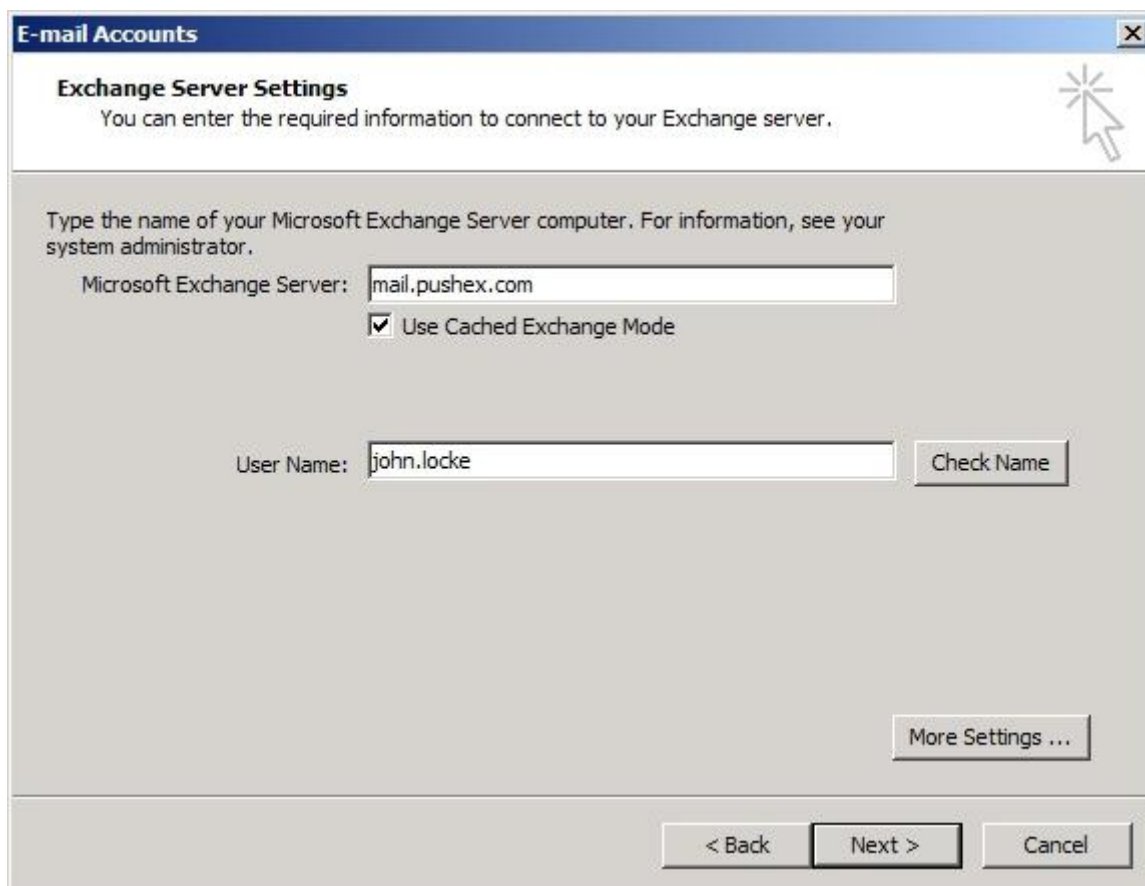 E-mail Accounts
Exchange Server Settings
You can enter the required information to connect to your Exchange server.
Type the name of your Microsoft Exchange Server computer. For information, see your
system administrator.
Microsoft Exchange Server: mail.pushex.com
Use Cached Exchange Mode
User Name: john.locke Check Name
More Settings ...
< Back Next > Cancel